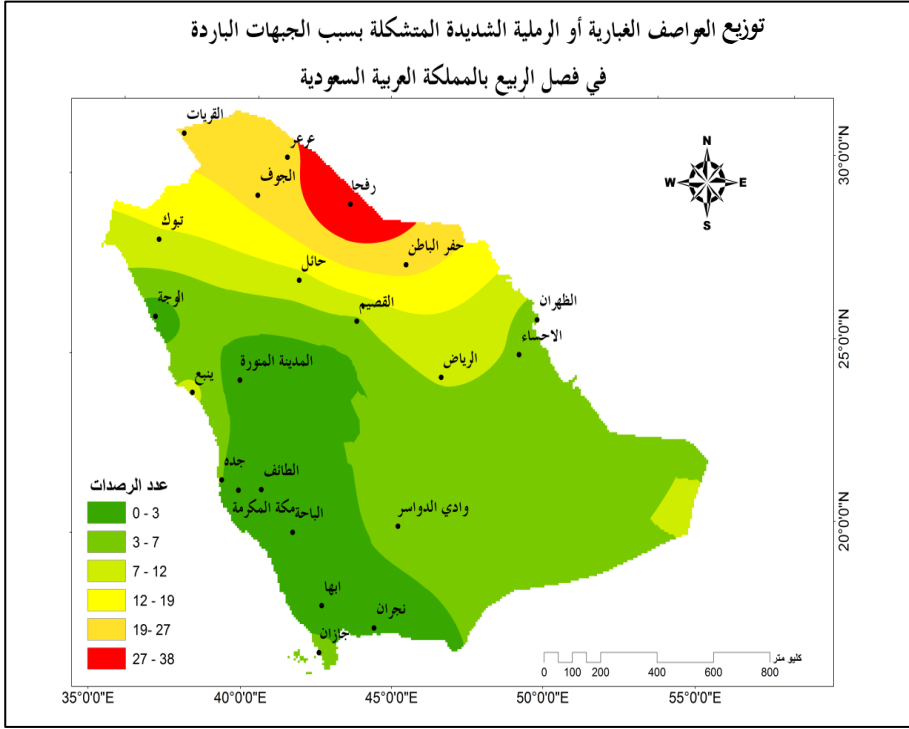 توزيع العواصف الغبارية أو الرملية الشديدة المتشكلة بسبب الجبهات الباردة
في فصل الربيع بالمملكة العربية السعودية
القريات
عرعر
الجوف
رفحا
تبوك
حفر الباطن
حائل
الوجة
القصيم
الظهران
الاحساء
المدينة المنورة
الرياض
ينبع
جده
الطائف
مكة المكرمة
الباحة
وادي الدواسر
ابها
نجران
جازان
N
W E
S
30°0'0"N
25°0'0"N
20°0'0"N
عدد الرصدات
0 - 3
3 - 7
7 - 12
12 - 19
19- 27
27 - 38
كليو متر
0 100 200 400 600 800
35°0'0"E 40°0'0"E 45°0'0"E 50°0'0"E 55°0'0"E